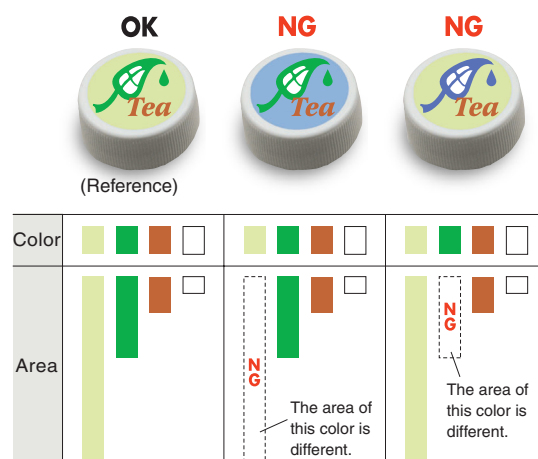 OK
NG
NG
Tea
Tea
Tea
(Reference)
Color
Area
NG
The area of
this color is
different.
NG
The area of
this color is
different.